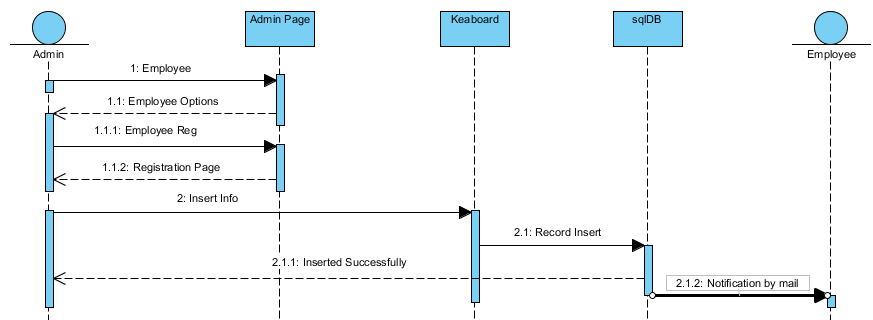 Admin Page
Keaboard
sqlDB
Admin
Employee
1: Employee
1.1: Employee Options
1.1.1: Employee Reg
1.1.2: Registration Page
2: Insert Info
2.1: Record Insert
2.1.1: Inserted Successfully
2.1.2: Notification by mail